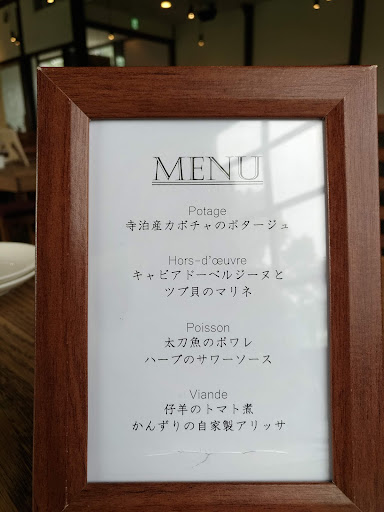 MENU
Potage
寺泊産カボチャのポタージュ
Hors-d'œuvre
キャビアドーベルジーヌと
ツブ貝のマリネ
Poisson
太刀魚のポワレ
ハーブのサワーソース
Viande
仔羊のトマト煮
かんずりの自家製アリッサ